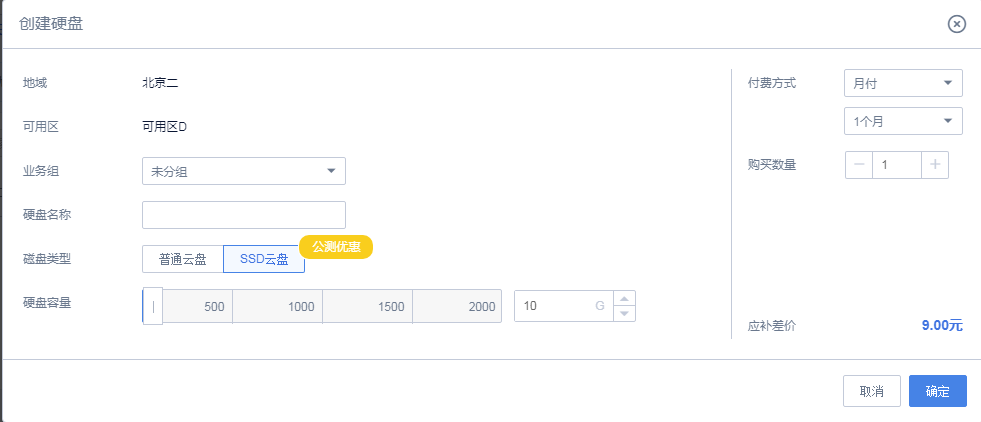 创建硬盘
地域 北京二
可用区 可用区D
业务组 未分组
硬盘名称
磁盘类型 普通云盘 SSD云盘 公测优惠
硬盘容量 500 1000 1500 2000 10 G
付费方式 月付
1个月
购买数量 1
应补差价 9.00元
取消 确定